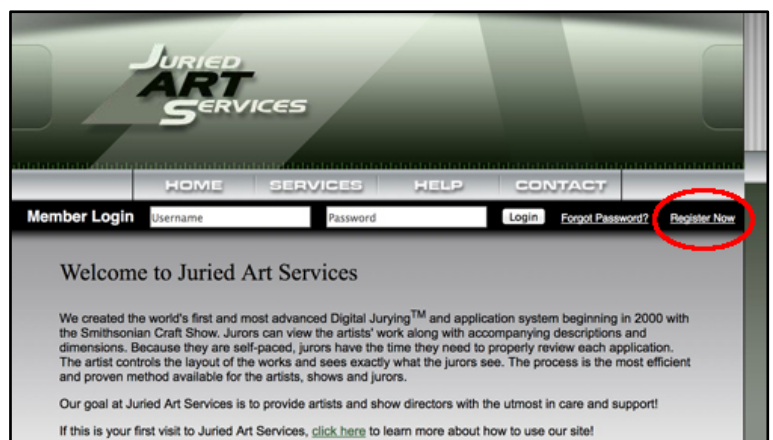 JURIED
ART
SERVICES
HOME SERVICES HELP CONTACT
Member Login Username Password Login Forgot Password? Register Now
Welcome to Juried Art Services
We created the world's first and most advanced Digital Jurying™ and application system beginning in 2000 with
the Smithsonian Craft Show. Jurors can view the artists' work along with accompanying descriptions and
dimensions. Because they are self-paced, jurors have the time they need to properly review each application.
The artist controls the layout of the works and sees exactly what the jurors see. The process is the most efficient
and proven method available for the artists, shows and jurors.
Our goal at Juried Art Services is to provide artists and show directors with the utmost in care and support!
If this is your first visit to Juried Art Services, click here to learn more about how to use our site!